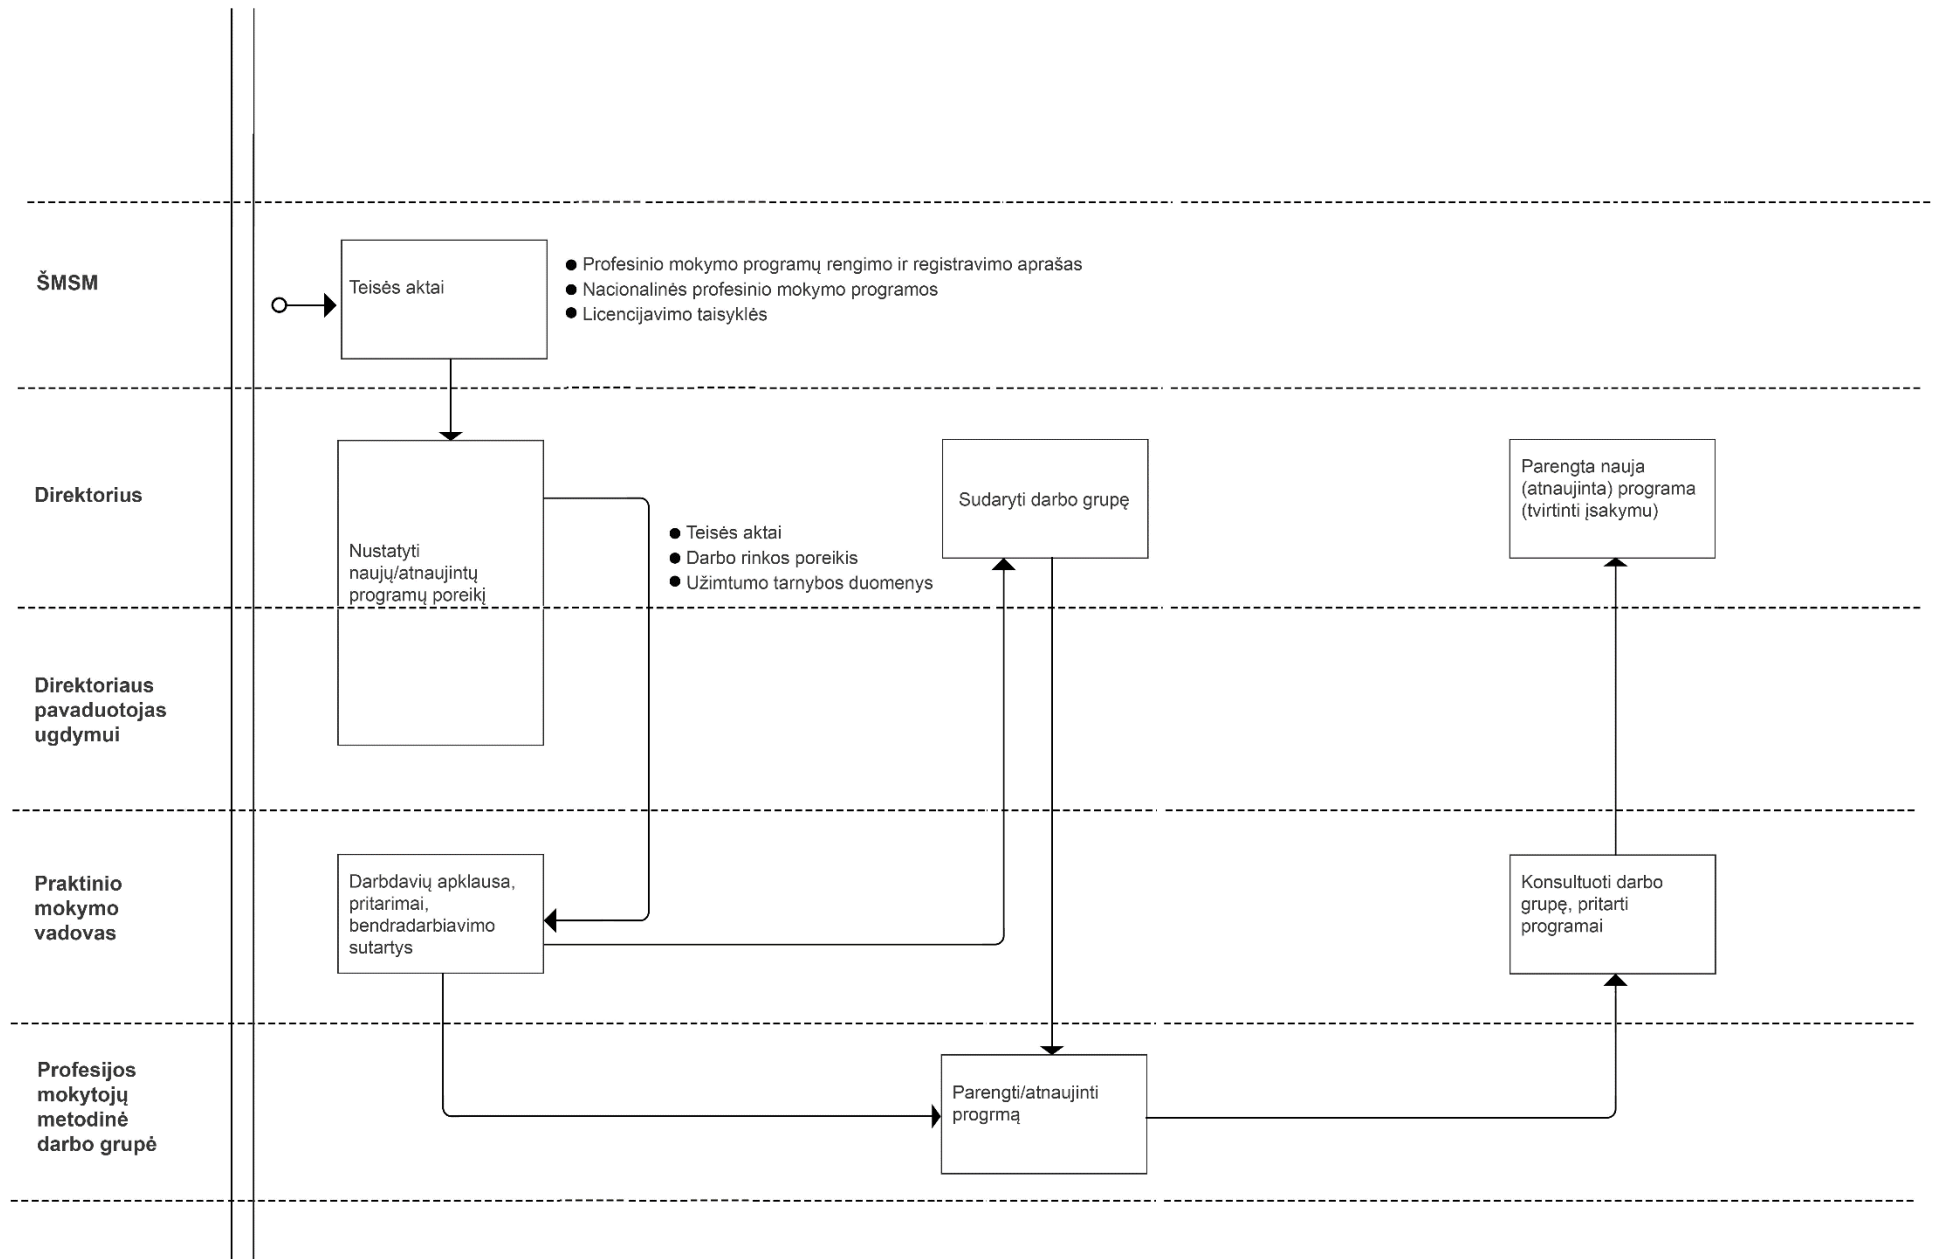 ŠMSM
Teisės aktai
● Profesinio mokymo programų rengimo ir registravimo aprašas
● Nacionalinės profesinio mokymo programos
● Licencijavimo taisyklės
Direktorius
Nustatyti
naujų/atnaujintų
programų poreikį
● Teisės aktai
● Darbo rinkos poreikis
● Užimtumo tarnybos duomenys
Sudaryti darbo grupę
Parengta nauja
(atnaujinta) programa
(tvirtinti įsakymu)
Direktoriaus
pavaduotojas
ugdymui
Praktinio
mokymo
vadovas
Darbdavių apklausa,
pritarimai,
bendradarbiavimo
sutartys
Konsultuoti darbo
grupę, pritarti
programai
Profesijos
mokytojų
metodinė
darbo grupė
Parengti/atnaujinti
progrmą